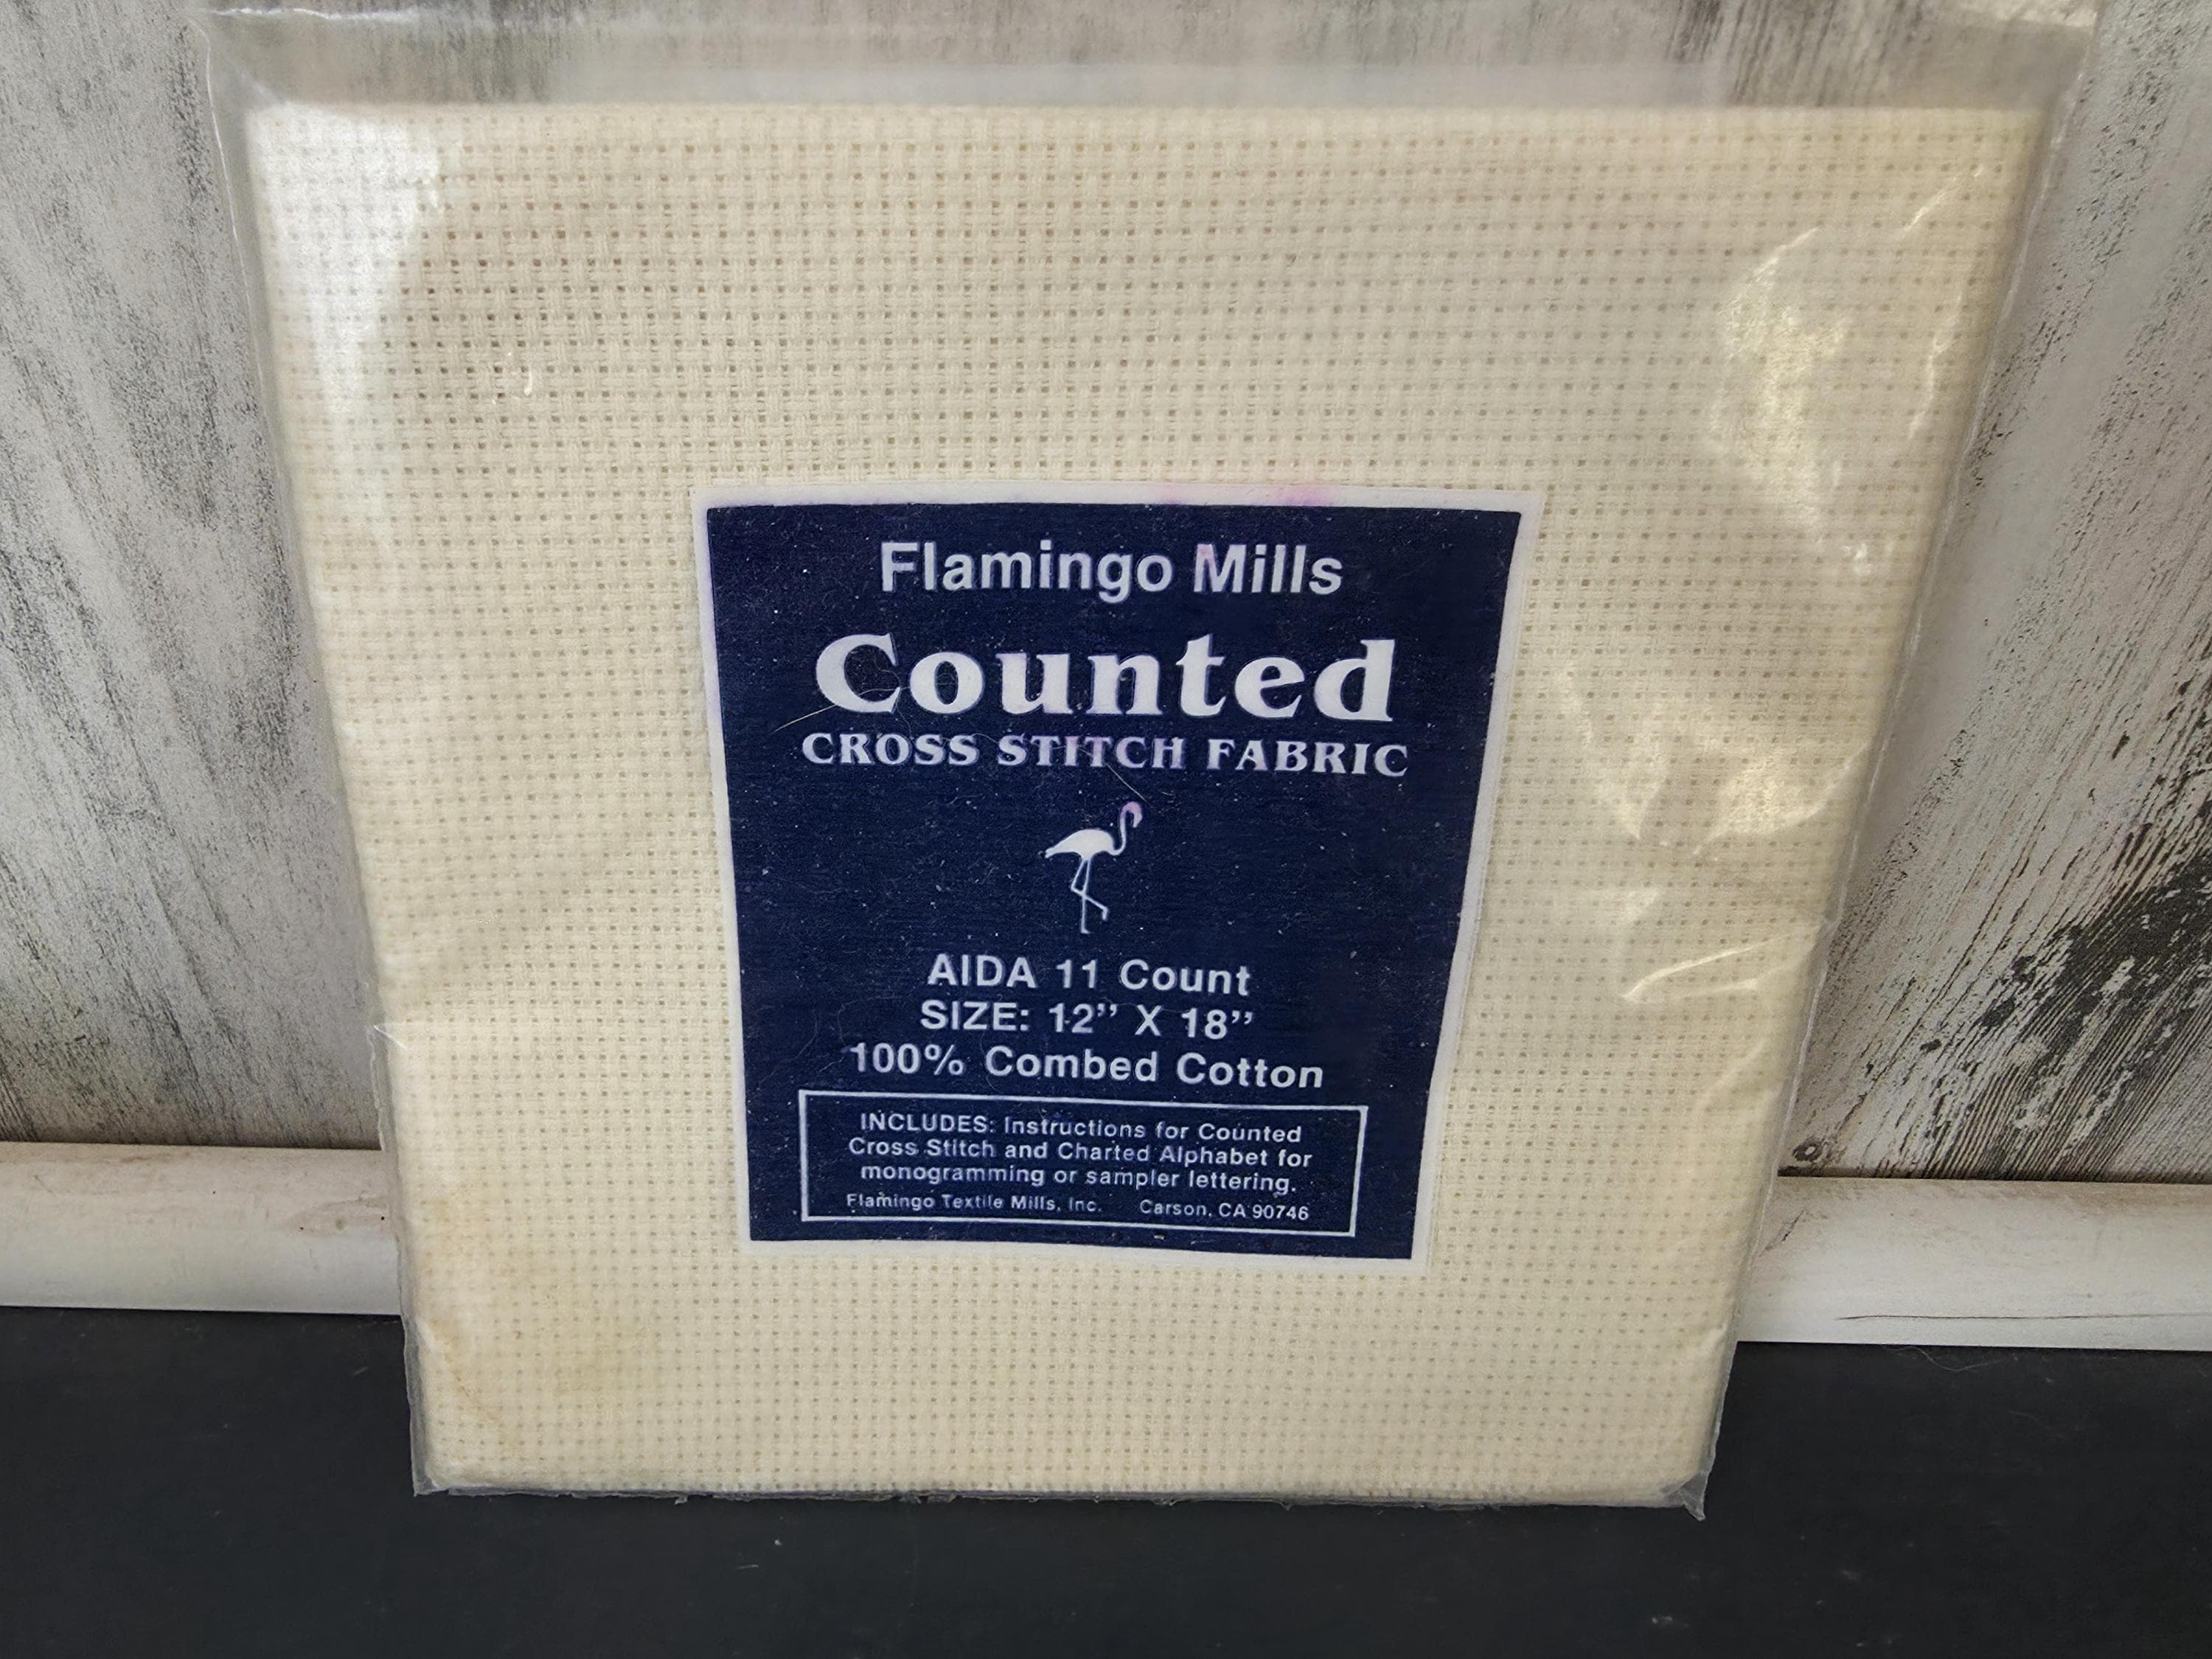 Flamingo Mills
Counted
CROSS STITCH FABRIC
AIDA 11 Count
SIZE: 12” X 18”
100% Combed Cotton
INCLUDES: Instructions for Counted
Cross Stitch and Charted Alphabet for
monogramming or sampler lettering.
Flamingo Textile Mills, Inc. Carson, CA 90746